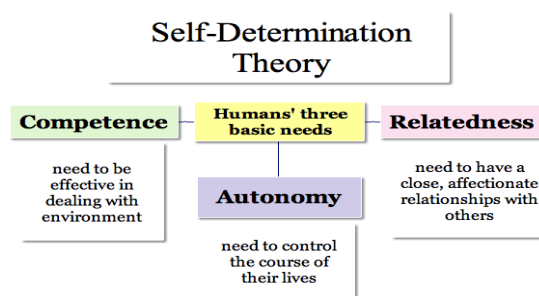 Self-Determination
Theory
Competence
Humans' three
basic needs
Relatedness
need to be
effective in
dealing with
environment
Autonomy
need to control
the course of
their lives
need to have a
close, affectionate
relationships with
others